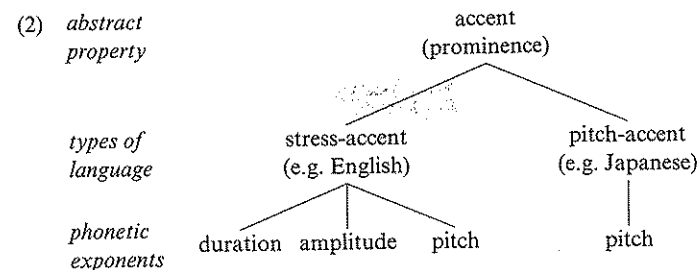 (2) abstract property accent (prominence)
types of language stress-accent (e.g. English) pitch-accent (e.g. Japanese)
phonetic exponents duration amplitude pitch pitch